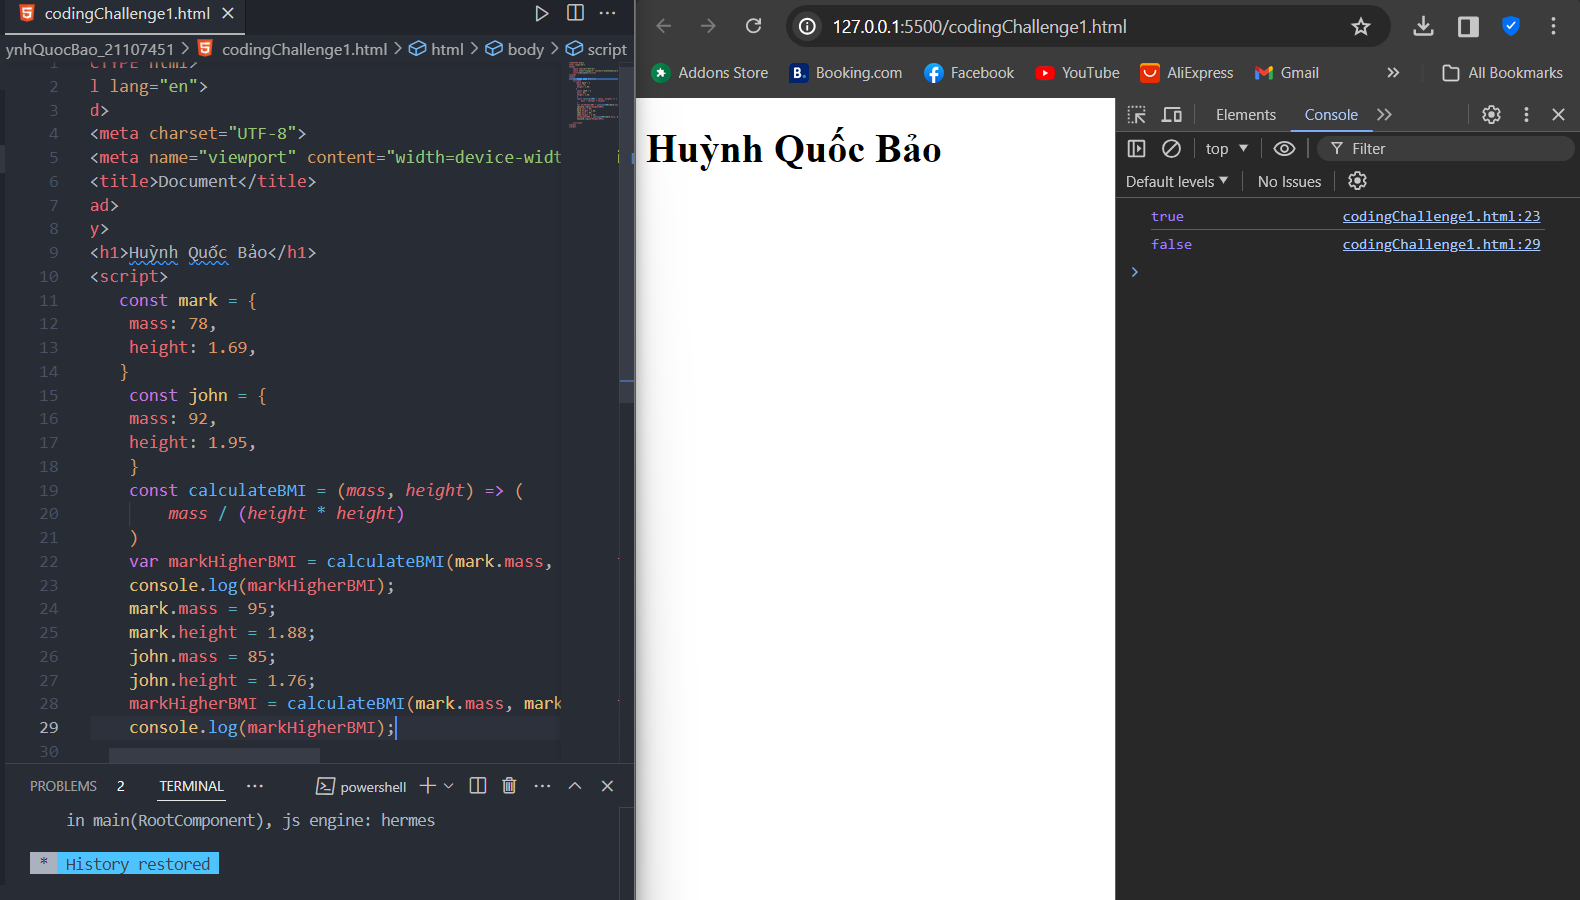 codingChallenge1.html
ynhQuocBao_21107451 > codingChallenge1.html > html > body > script
2 l lang="en">
3 d>
4 <meta charset="UTF-8">
5 <meta name="viewport" content="width=device-widt
6 <title>Document</title>
7 ad>
8 y>
9 <h1>Huỳnh Quốc Bảo</h1>
10 <script>
11 const mark = {
12 mass: 78,
13 height: 1.69,
14 }
15 const john = {
16 mass: 92,
17 height: 1.95,
18 }
19 const calculateBMI = (mass, height) => (
20 mass / (height * height)
21 )
22 var markHigherBMI = calculateBMI(mark.mass,
23 console.log(markHigherBMI);
24 mark.mass = 95;
25 mark.height = 1.88;
26 john.mass = 85;
27 john.height = 1.76;
28 markHigherBMI = calculateBMI(mark.mass, mark
29 console.log(markHigherBMI);
30
PROBLEMS 2 TERMINAL ··· powershell
in main(RootComponent), js engine: hermes
* History restored
127.0.0.1:5500/codingChallenge1.html
Addons Store B. Booking.com Facebook YouTube AliExpress Gmail » All Bookmarks
Huỳnh Quốc Bảo
Elements Console
top Filter
Default levels No Issues
true codingChallenge1.html:23
false codingChallenge1.html:29